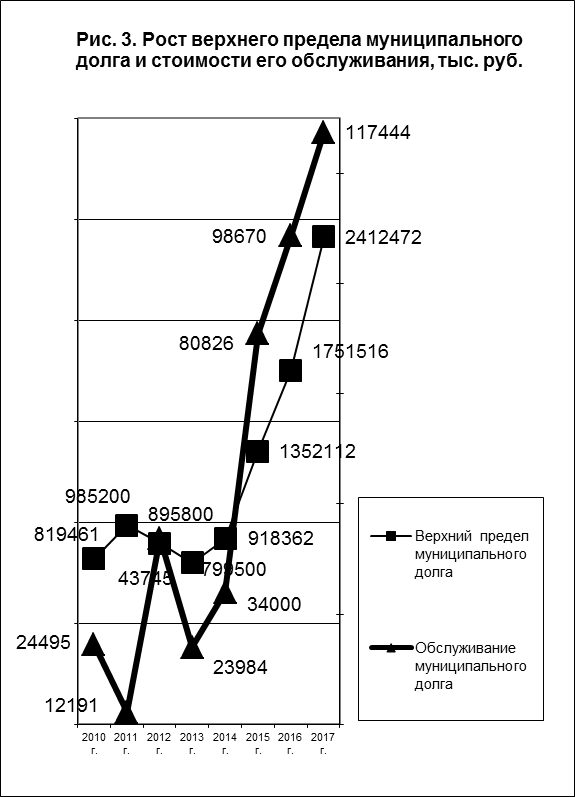 Рис. 3. Рост верхнего предела муниципального
долга и стоимости его обслуживания, тыс. руб.
117444
98670
2412472
80826
1751516
1352112
985200
895800
819461
918362
43745
799500
34000
24495
23984
12191
Верхний предел
муниципального
долга
Обслуживание
муниципального
долга
2010 2011 2012 2013 2014 2015 2016 2017
г. г. г. г. г. г. г. г.